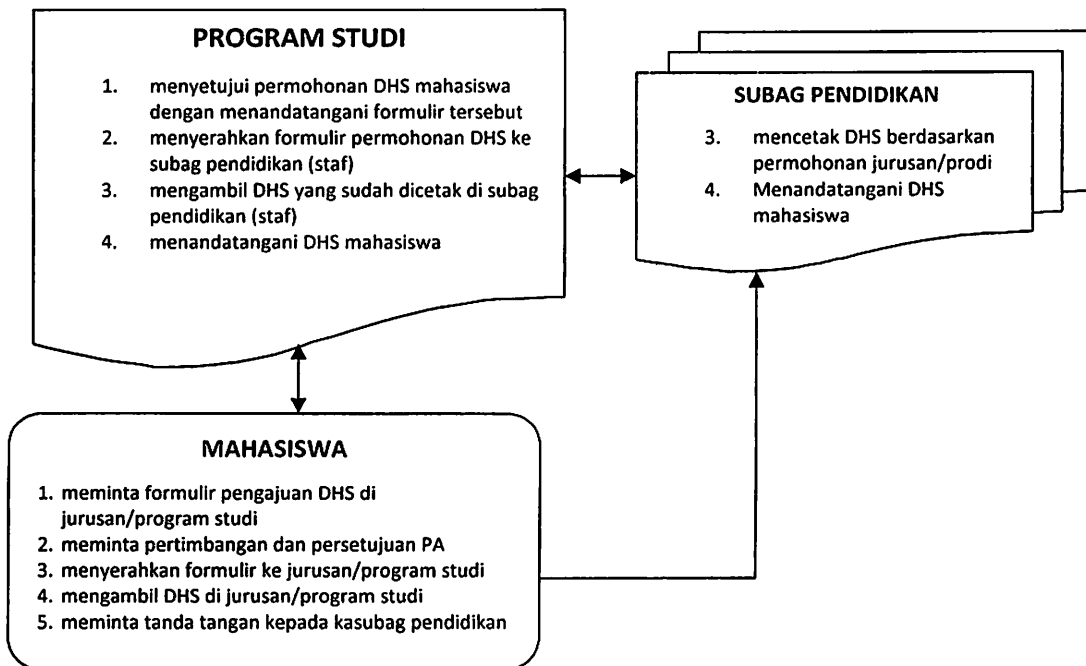 PROGRAM STUDI
1. menyetujui permohonan DHS mahasiswa
dengan menandatangani formulir tersebut
2. menyerahkan formulir permohonan DHS ke
subag pendidikan (staf)
3. mengambil DHS yang sudah dicetak di subag
pendidikan (staf)
4. menandatangani DHS mahasiswa
SUBAG PENDIDIKAN
3. mencetak DHS berdasarkan
permohonan jurusan/prodi
4. Menandatangani DHS
mahasiswa
MAHASISWA
1. meminta formulir pengajuan DHS di
jurusan/program studi
2. meminta pertimbangan dan persetujuan PA
3. menyerahkan formulir ke jurusan/program studi
4. mengambil DHS di jurusan/program studi
5. meminta tanda tangan kepada kasubag pendidikan